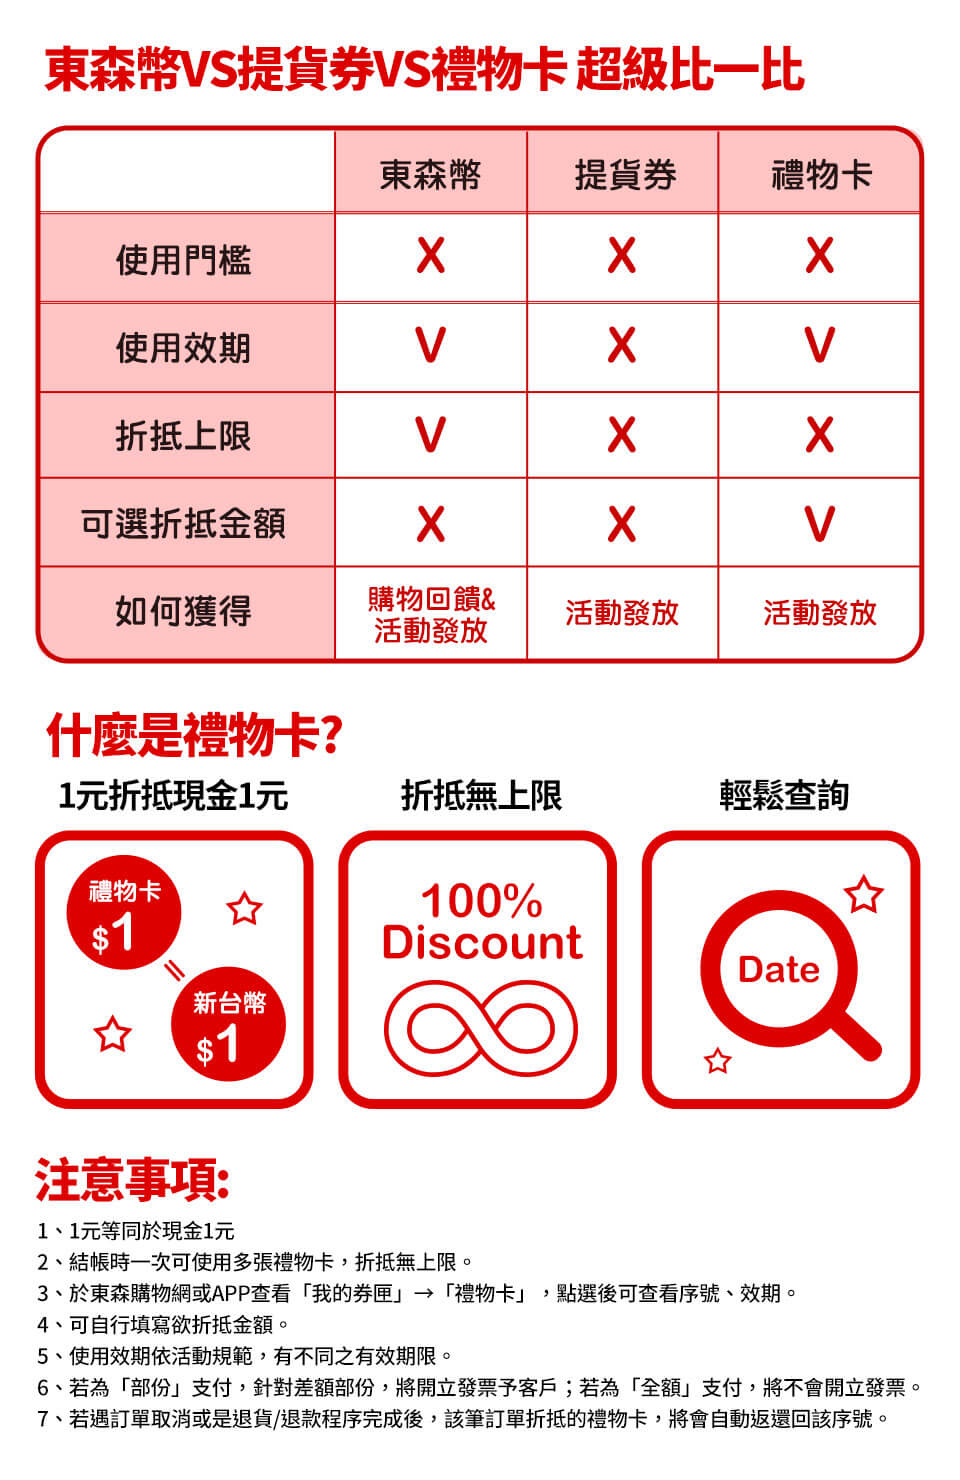 東森幣VS提貨券VS禮物卡 超級比一比
東森幣 提貨券 禮物卡
使用門檻 X X X
使用效期 V X V
折抵上限 V X X
可選折抵金額 X X V
如何獲得 購物回饋&活動發放 活動發放 活動發放
什麼是禮物卡?
1元折抵現金1元 折抵無上限 輕鬆查詢
禮物卡
$1
=
新台幣
$1
100%
Discount
Date
注意事項:
1、1元等同於現金1元
2、結帳時一次可使用多張禮物卡，折抵無上限。
3、於東森購物網或APP查看「我的券匣」→「禮物卡」，點選後可查看序號、效期。
4、可自行填寫欲折抵金額。
5、使用效期依活動規範，有不同之有效期限。
6、若為「部份」支付，針對差額部份，將開立發票予客戶；若為「全額」支付，將不會開立發票。
7、若遇訂單取消或是退貨/退款程序完成後，該筆訂單折抵的禮物卡，將會自動返還回該序號。